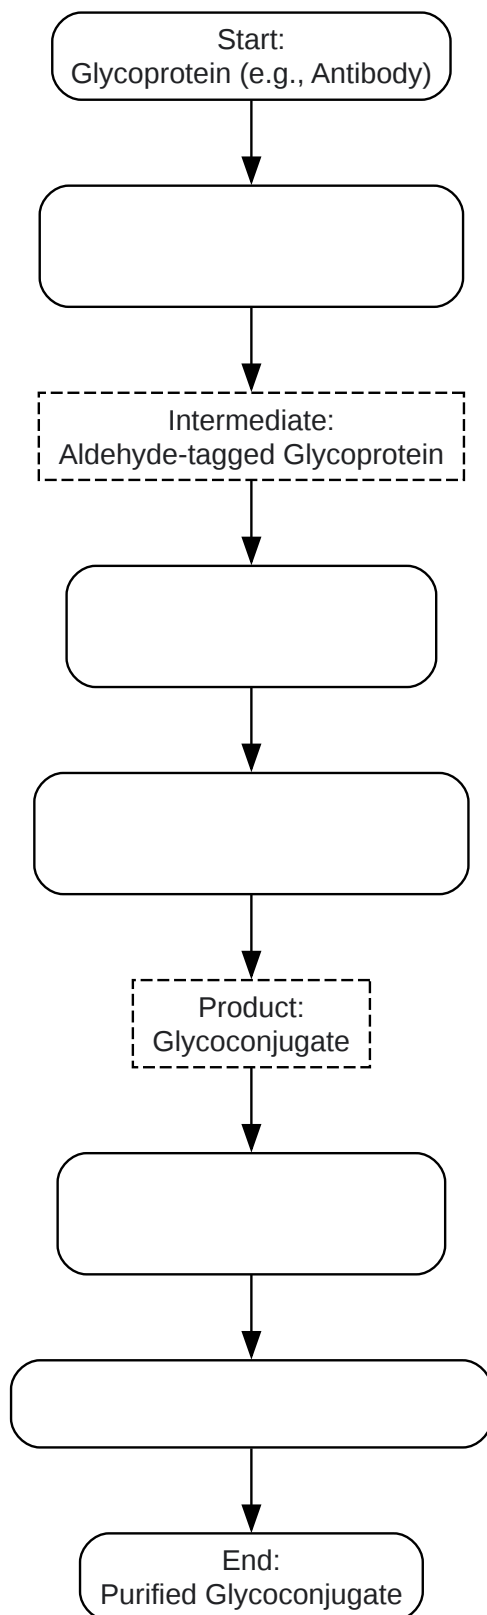 Start:
Glycoprotein (e.g., Antibody)
Intermediate:
Aldehyde-tagged Glycoprotein
Product:
Glycoconjugate
End:
Purified Glycoconjugate